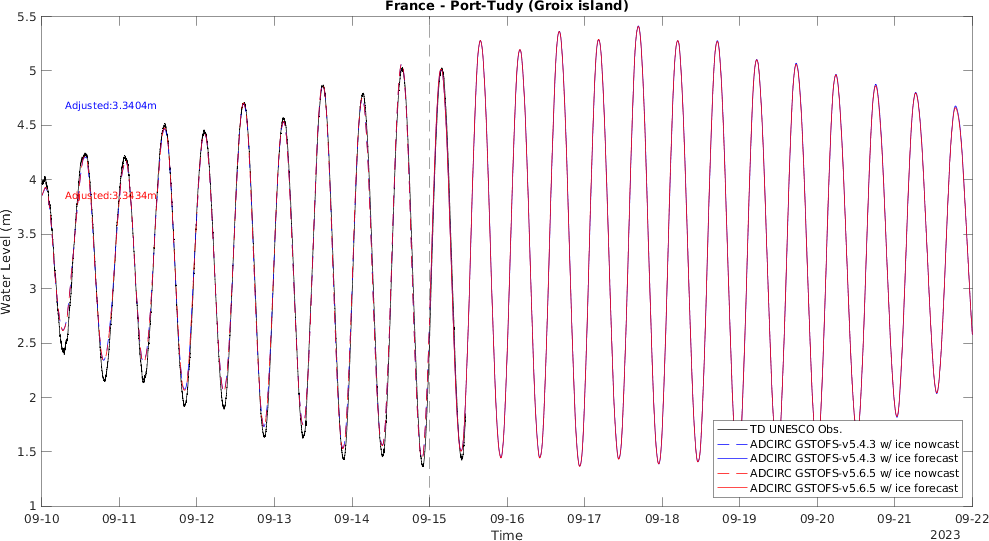 France - Port-Tudy (Groix island)
5.5
5
4.5
4
3.5
3
2.5
2
1.5
1
Water Level (m)
Adjusted:3.3404m
Adjusted:3.3434m
TD UNESCO Obs.
ADCIRC GSTOFS-v5.4.3 w/ ice nowcast
ADCIRC GSTOFS-v5.4.3 w/ ice forecast
ADCIRC GSTOFS-v5.6.5 w/ ice nowcast
ADCIRC GSTOFS-v5.6.5 w/ ice forecast
09-10 09-11 09-12 09-13 09-14 09-15 09-16 09-17 09-18 09-19 09-20 09-21 09-22
Time
2023